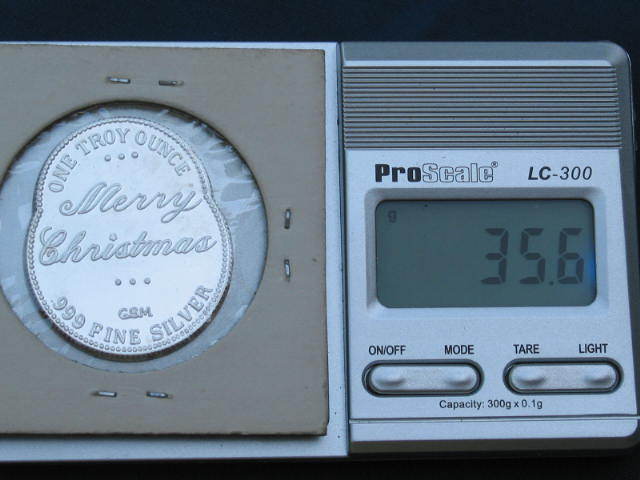 ONE TROY OUNCE
Merry
Christmas
GSM
.999 FINE SILVER
ProScale® LC-300
g
35.6
ON/OFF MODE TARE LIGHT
Capacity: 300g x 0.1g